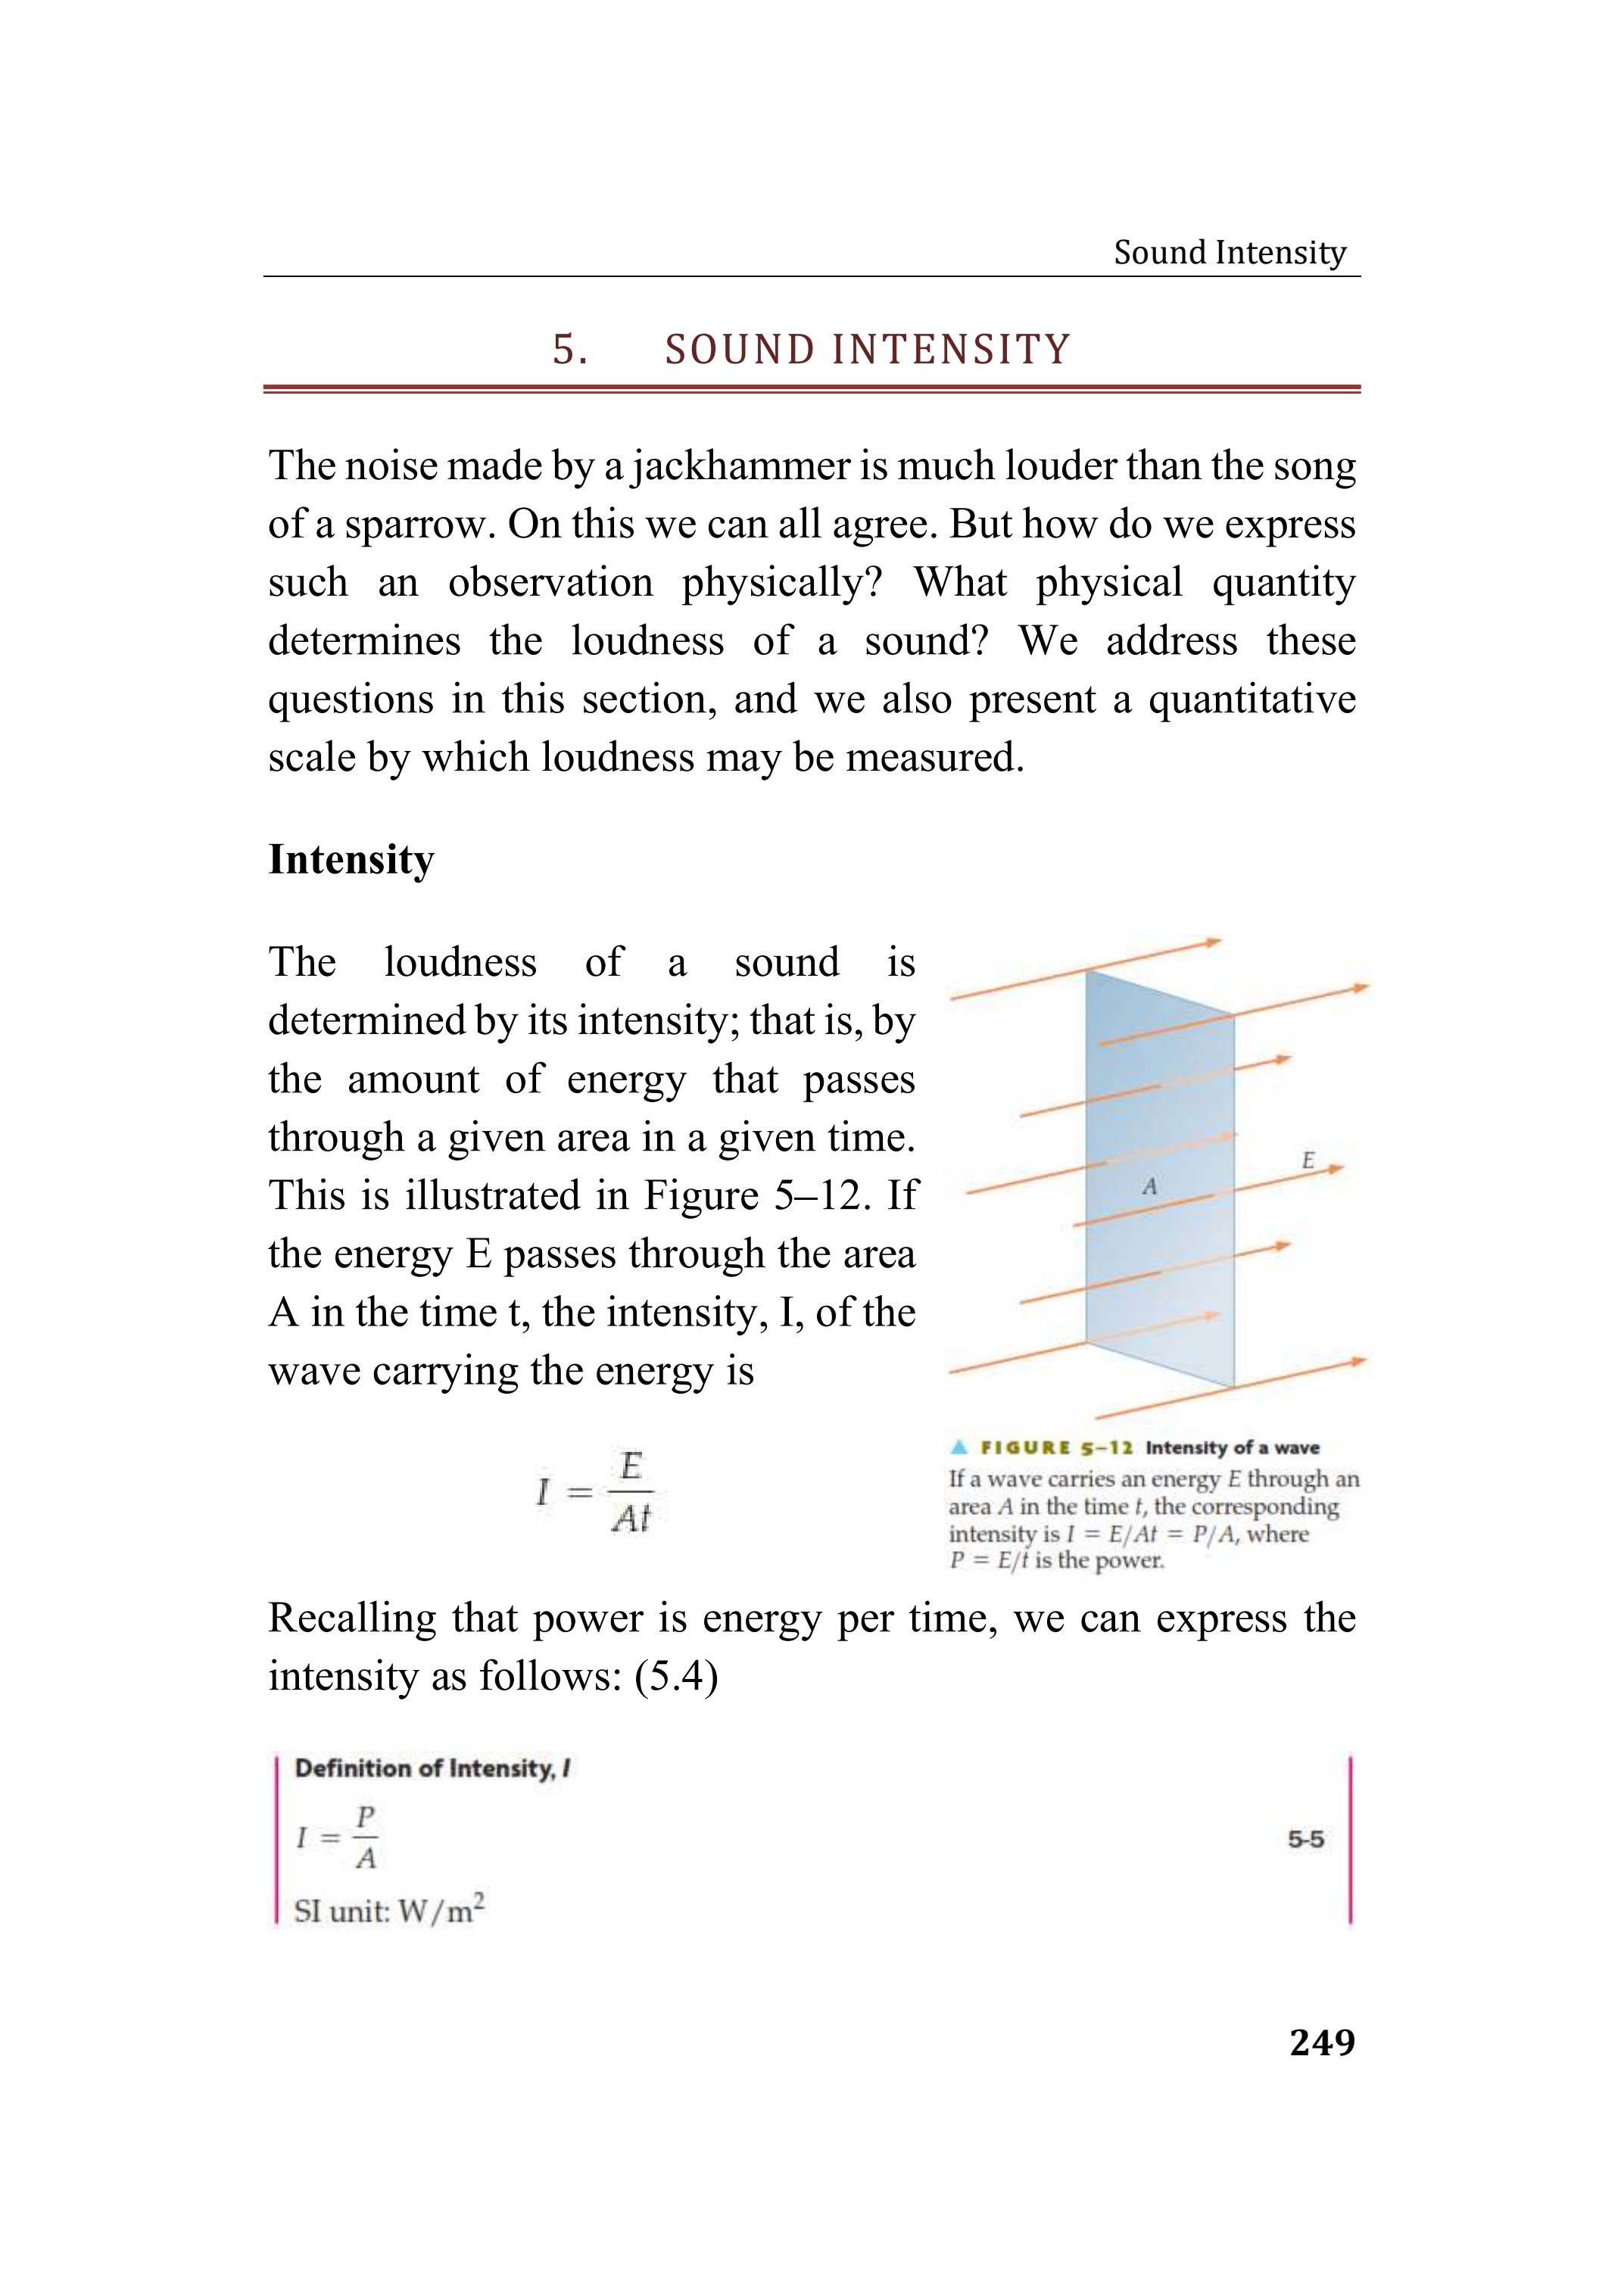 Sound Intensity
5. SOUND INTENSITY
The noise made by a jackhammer is much louder than the song
of a sparrow. On this we can all agree. But how do we express
such an observation physically? What physical quantity
determines the loudness of a sound? We address these
questions in this section, and we also present a quantitative
scale by which loudness may be measured.
Intensity
The loudness of a sound is
determined by its intensity; that is, by
the amount of energy that passes
through a given area in a given time.
This is illustrated in Figure 5–12. If
the energy E passes through the area
A in the time t, the intensity, I, of the
wave carrying the energy is
I = E/At
A
E
▲ FIGURE 5–12 Intensity of a wave
If a wave carries an energy E through an
area A in the time t, the corresponding
intensity is I = E/At = P/A, where
P = E/t is the power.
Recalling that power is energy per time, we can express the
intensity as follows: (5.4)
Definition of Intensity, I
I = P/A
5-5
SI unit: W/m²
249